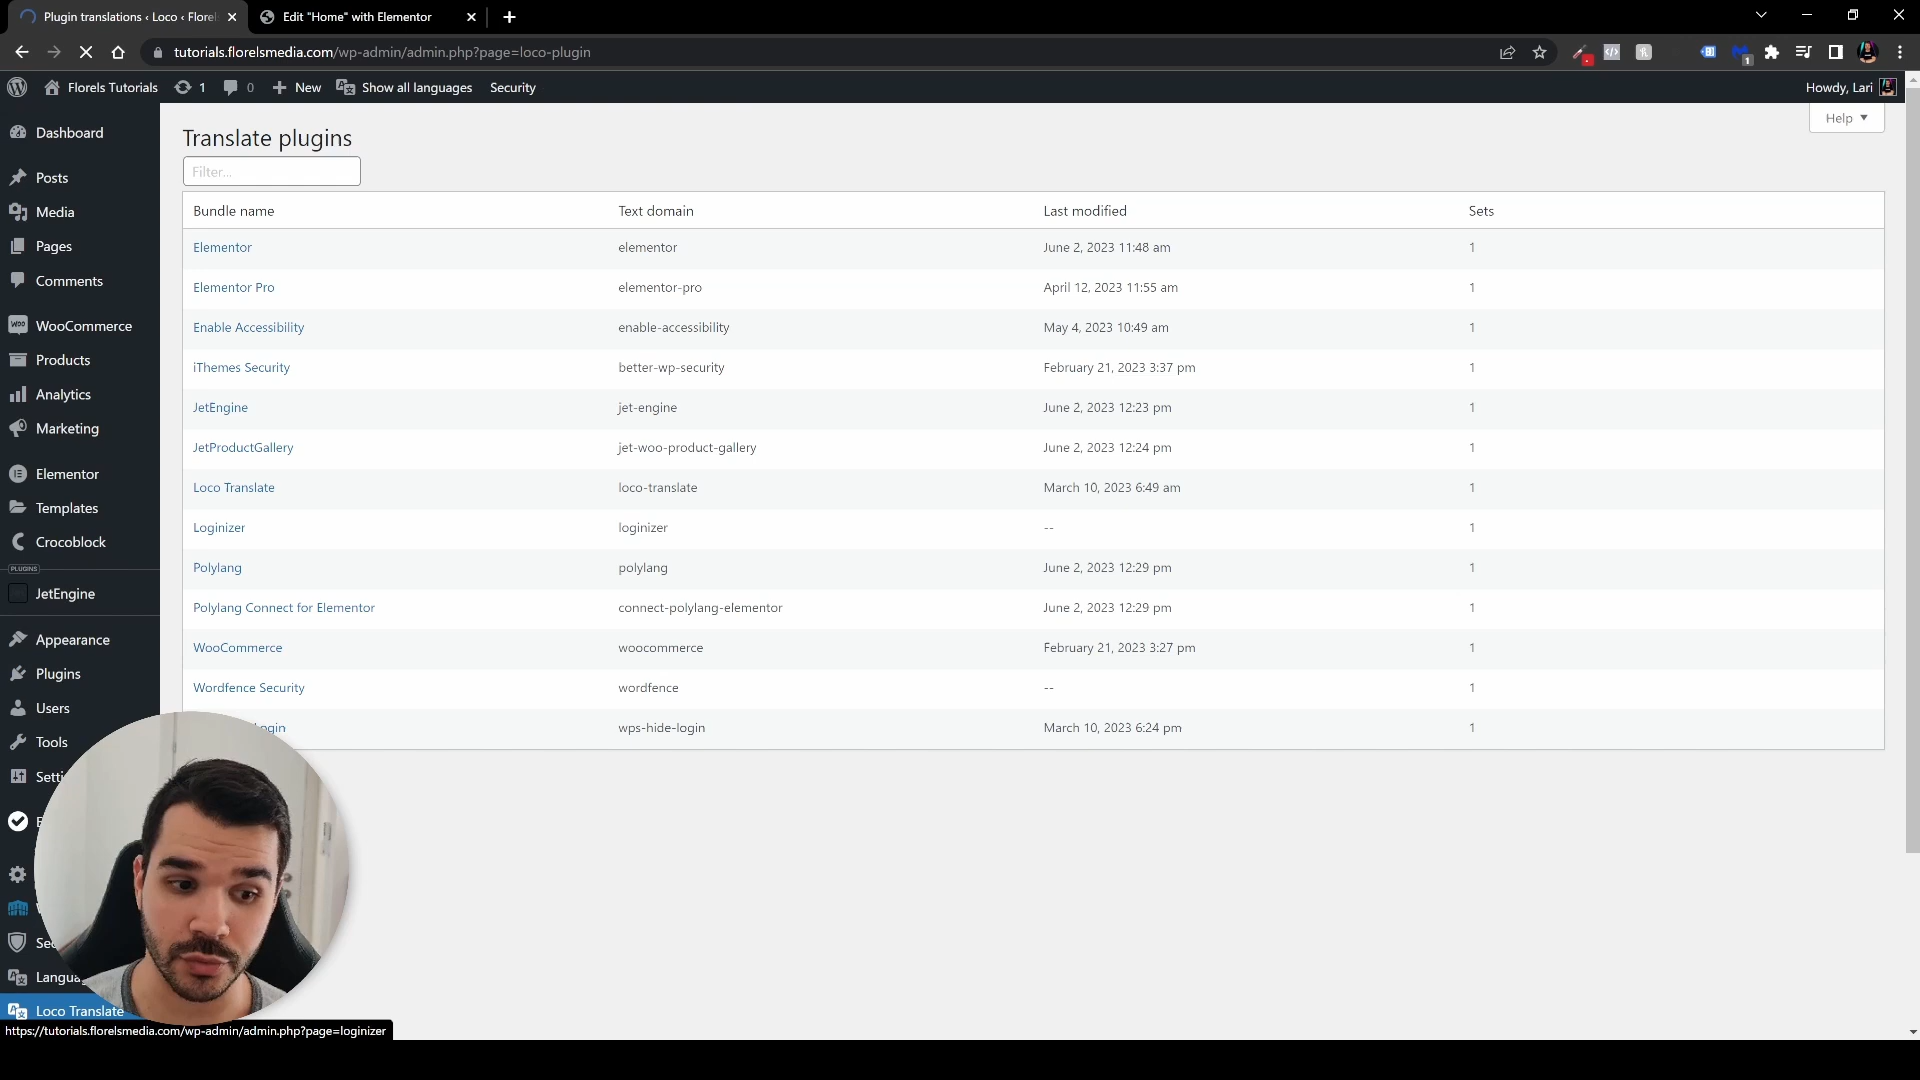 Plugin translations ‹ Loco ‹ Florel
Edit "Home" with Elementor
tutorials.florelsmedia.com/wp-admin/admin.php?page=loco-plugin
1
Florels Tutorials
1
0
New
Show all languages
Security
Howdy, Lari
Dashboard
Posts
Media
Pages
Comments
WooCommerce
Products
Analytics
Marketing
Elementor
Templates
Crocoblock
PLUGINS
JetEngine
Appearance
Plugins
Users
Tools
Setti
E
Sec
Langua
Loco Translate
Help
Translate plugins
Filter...
Bundle name Text domain Last modified Sets
Elementor elementor June 2, 2023 11:48 am 1
Elementor Pro elementor-pro April 12, 2023 11:55 am 1
Enable Accessibility enable-accessibility May 4, 2023 10:49 am 1
iThemes Security better-wp-security February 21, 2023 3:37 pm 1
JetEngine jet-engine June 2, 2023 12:23 pm 1
JetProductGallery jet-woo-product-gallery June 2, 2023 12:24 pm 1
Loco Translate loco-translate March 10, 2023 6:49 am 1
Loginizer loginizer -- 1
Polylang polylang June 2, 2023 12:29 pm 1
Polylang Connect for Elementor connect-polylang-elementor June 2, 2023 12:29 pm 1
WooCommerce woocommerce February 21, 2023 3:27 pm 1
Wordfence Security wordfence -- 1
ogin wps-hide-login March 10, 2023 6:24 pm 1
https://tutorials.florelsmedia.com/wp-admin/admin.php?page=loginizer